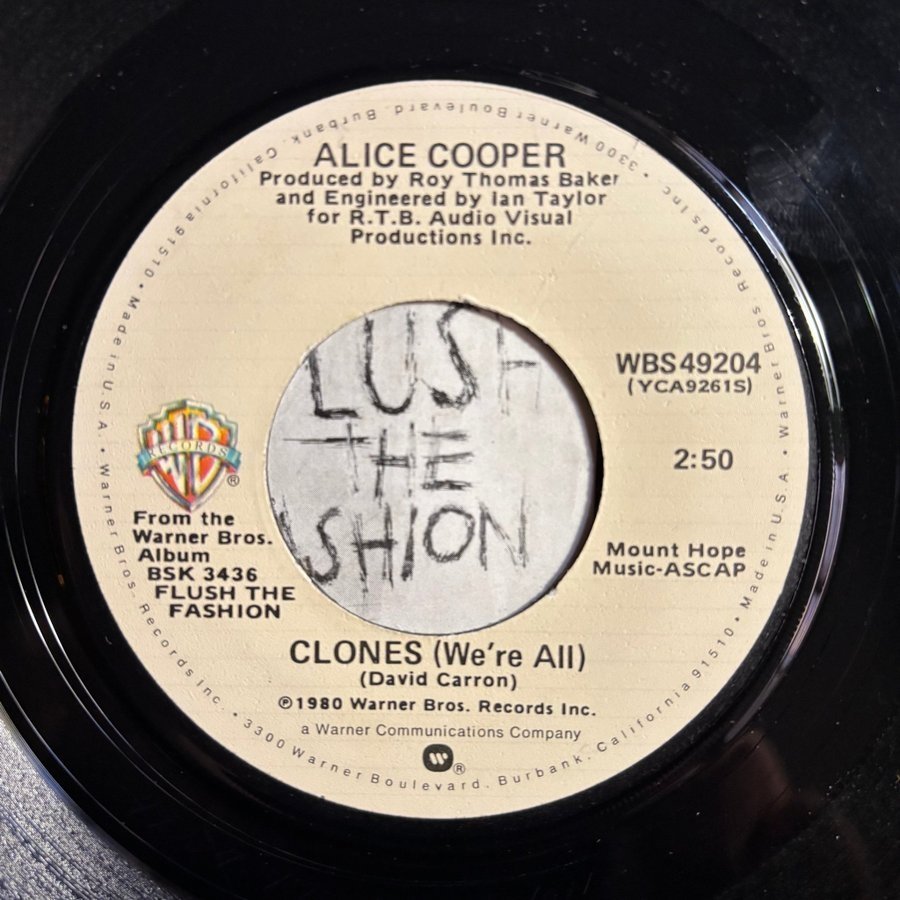 ALICE COOPER
Produced by Roy Thomas Baker
and Engineered by Ian Taylor
for R.T.B. Audio Visual
Productions Inc.
LUSH
THE
SHION
WBS 49204
(YCA9261S)
2:50
Mount Hope
Music-ASCAP
WB
RECORDS
®
From the
Warner Bros.
Album
BSK 3436
FLUSH THE
FASHION
CLONES (We're All)
(David Carron)
℗1980 Warner Bros. Records Inc.
a Warner Communications Company
®
Warner Bros. Records Inc. • 3300 Warner Boulevard, Burbank, California 91510 • Made in U.S.A. •
Warner Bros. Records Inc. • 3300 Warner Boulevard, Burbank, California 91510 • Made in U.S.A. •